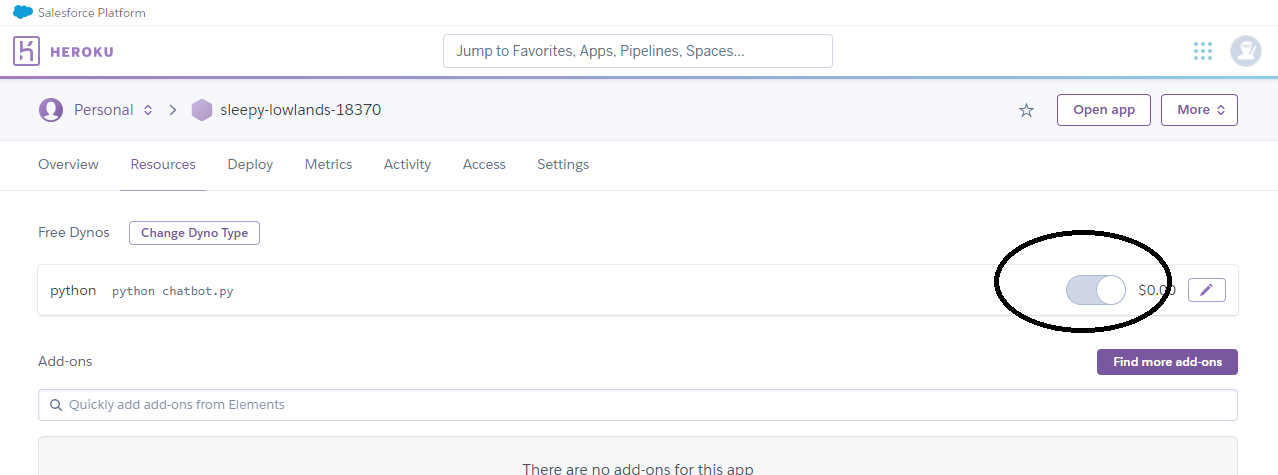 Salesforce Platform
HEROKU
Jump to Favorites, Apps, Pipelines, Spaces...
Personal > sleepy-lowlands-18370
Open app
More
Overview Resources Deploy Metrics Activity Access Settings
Free Dynos
Change Dyno Type
python python chatbot.py
$0.00
Add-ons
Find more add-ons
Quickly add add-ons from Elements
There are no add-ons for this app